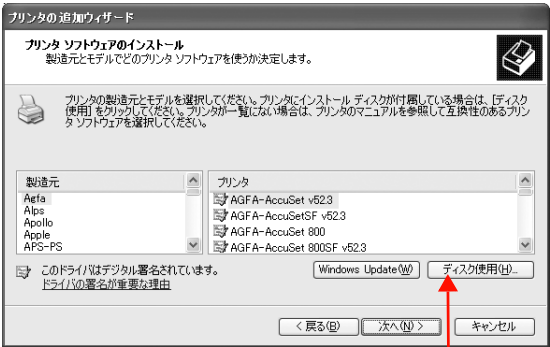 プリンタの追加ウィザード
プリンタ ソフトウェアのインストール
製造元とモデルでどのプリンタ ソフトウェアを使うか決定します。
プリンタの製造元とモデルを選択してください。プリンタにインストール ディスクが付属している場合は、[ディスク
使用] をクリックしてください。プリンタが一覧にない場合は、プリンタのマニュアルを参照して互換性のあるプリン
タ ソフトウェアを選択してください。
製造元
Agfa
Alps
Apollo
Apple
APS-PS
プリンタ
AGFA-AccuSet v52.3
AGFA-AccuSetSF v52.3
AGFA-AccuSet 800
AGFA-AccuSet 800SF v52.3
このドライバはデジタル署名されています。
ドライバの署名が重要な理由
Windows Update(W)
ディスク使用(H)...
< 戻る(B)
次へ(N) >
キャンセル